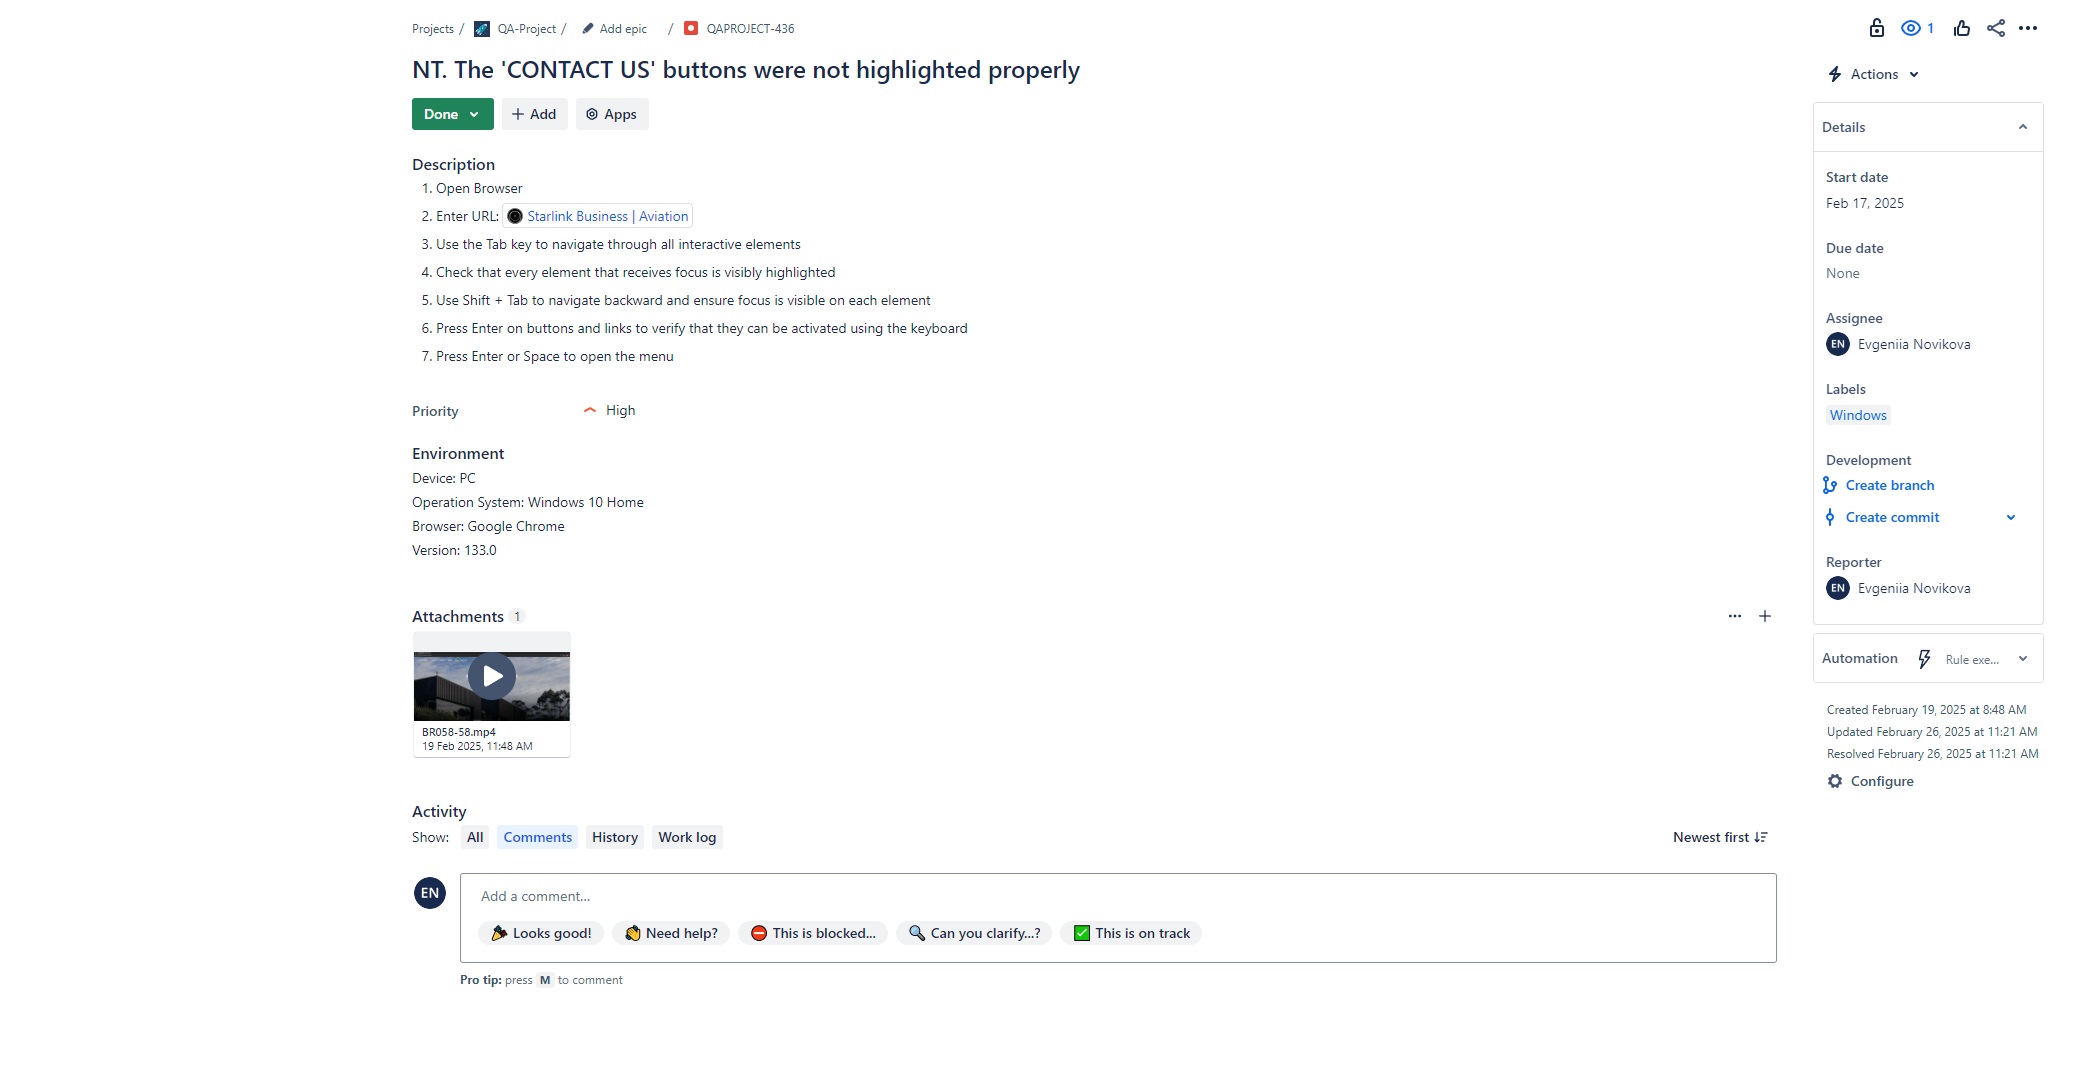 Projects / QA-Project / Add epic / QAPROJECT-436
1
NT. The 'CONTACT US' buttons were not highlighted properly
Actions
Done
Add
Apps
Description
1. Open Browser
2. Enter URL: Starlink Business | Aviation
3. Use the Tab key to navigate through all interactive elements
4. Check that every element that receives focus is visibly highlighted
5. Use Shift + Tab to navigate backward and ensure focus is visible on each element
6. Press Enter on buttons and links to verify that they can be activated using the keyboard
7. Press Enter or Space to open the menu
Priority
High
Environment
Device: PC
Operation System: Windows 10 Home
Browser: Google Chrome
Version: 133.0
Attachments 1
BR058-58.mp4
19 Feb 2025, 11:48 AM
Activity
Show: All Comments History Work log
Newest first
EN
Add a comment...
Looks good!
Need help?
This is blocked...
Can you clarify...?
This is on track
Pro tip: press M to comment
Details
Start date
Feb 17, 2025
Due date
None
Assignee
EN Evgeniia Novikova
Labels
Windows
Development
Create branch
Create commit
Reporter
EN Evgeniia Novikova
Automation Rule exe...
Created February 19, 2025 at 8:48 AM
Updated February 26, 2025 at 11:21 AM
Resolved February 26, 2025 at 11:21 AM
Configure